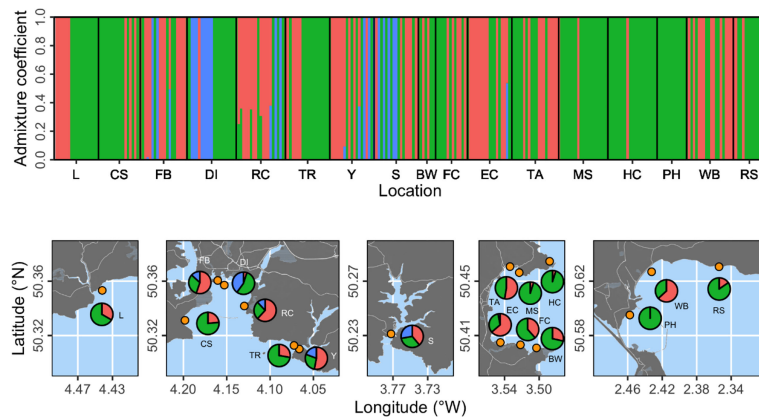 Admixture coefficient
1.0
0.8
0.6
0.4
0.2
0.0
L CS FB DI RC TR Y S BW FC EC TA MS HC PH WB RS
Location
Latitude (°N)
50.36
50.32
L
4.47 4.43
50.36
50.32
FB DI
RC
CS
TR Y
4.20 4.15 4.10 4.05
50.27
50.23
S
3.77 3.73
50.45
50.41
TA EC MS FC HC
BW
3.54 3.50
50.62
50.58
WB RS
PH
2.46 2.42 2.38 2.34
Longitude (°W)